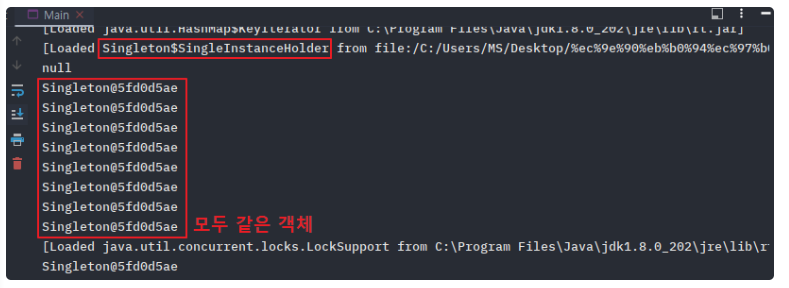 Main
[Loaded java.util.HashMap$KeyIterator from C:\Program Files\Java\jdk1.8.0_202\jre\lib\rt.jar]
[Loaded Singleton$SingleInstanceHolder from file:/C:/Users/MS/Desktop/%ec%9e%90%eb%b0%94%ec%97%b0
null
Singleton@5fd0d5ae
Singleton@5fd0d5ae
Singleton@5fd0d5ae
Singleton@5fd0d5ae
Singleton@5fd0d5ae
Singleton@5fd0d5ae
Singleton@5fd0d5ae
Singleton@5fd0d5ae 모두 같은 객체
[Loaded java.util.concurrent.locks.LockSupport from C:\Program Files\Java\jdk1.8.0_202\jre\lib\r
Singleton@5fd0d5ae